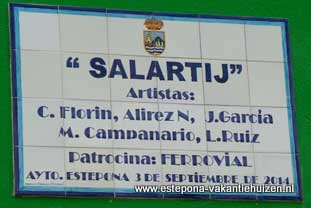 “ SALARTIJ”
Artistas:
C. Florin, Alirez N, J.Garcia
M. Campanario, L.Ruiz
Patrocina: FERROVIAL
AYTO. ESTEPONA 3 DE SEPTIEMBRE DE 2014
www.estepona-vakantiehuizen.nl